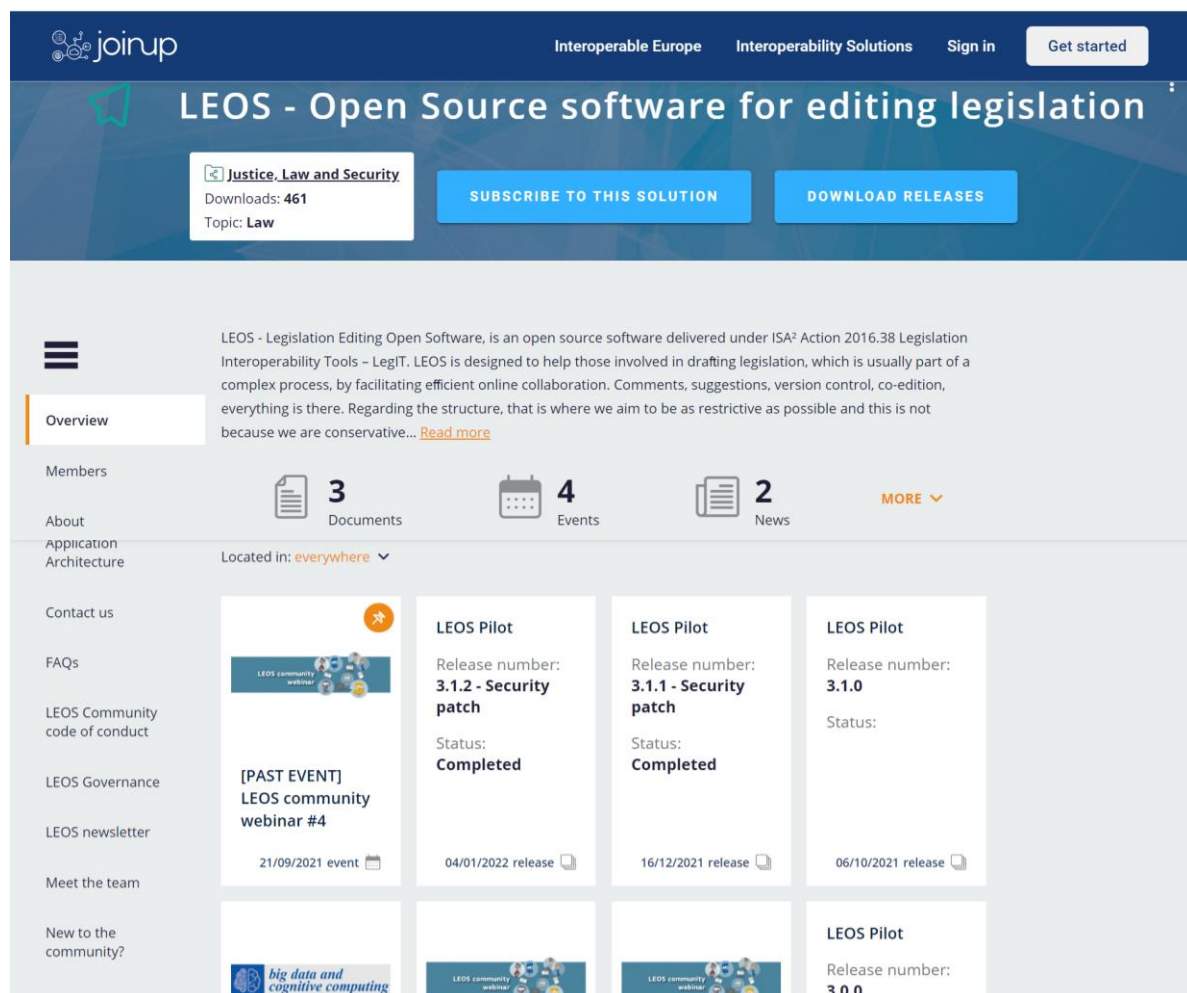 joinup
Interoperable Europe
Interoperability Solutions
Sign in
Get started
LEOS - Open Source software for editing legislation
Justice, Law and Security
Downloads: 461
Topic: Law
SUBSCRIBE TO THIS SOLUTION
DOWNLOAD RELEASES
LEOS - Legislation Editing Open Software, is an open source software delivered under ISA² Action 2016.38 Legislation
Interoperability Tools – LegIT. LEOS is designed to help those involved in drafting legislation, which is usually part of a
complex process, by facilitating efficient online collaboration. Comments, suggestions, version control, co-edition,
everything is there. Regarding the structure, that is where we aim to be as restrictive as possible and this is not
because we are conservative... Read more
3
Documents
4
Events
2
News
MORE
Overview
Members
About
Application
Architecture
Contact us
FAQs
LEOS Community
code of conduct
LEOS Governance
LEOS newsletter
Meet the team
New to the
community?
Located in: everywhere
LEOS community
webinar
[PAST EVENT]
LEOS community
webinar #4
21/09/2021 event
LEOS Pilot
Release number:
3.1.2 - Security
patch
Status:
Completed
04/01/2022 release
LEOS Pilot
Release number:
3.1.1 - Security
patch
Status:
Completed
16/12/2021 release
LEOS Pilot
Release number:
3.1.0
Status:
06/10/2021 release
big data and
cognitive computing
LEOS community
webinar
LEOS community
webinar
LEOS Pilot
Release number:
3.0.0